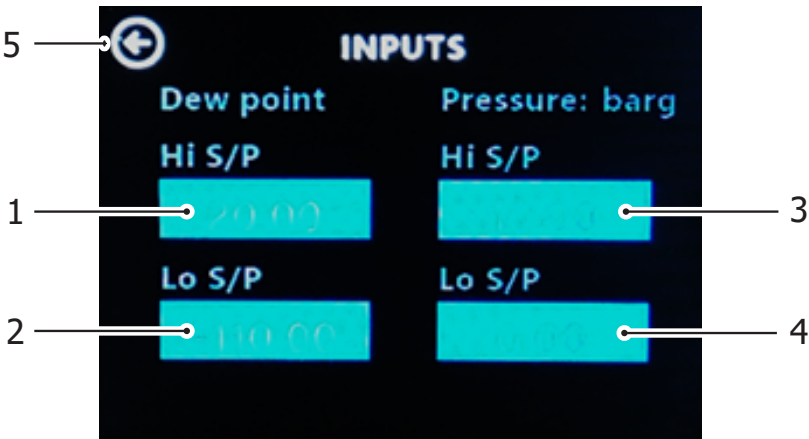 5 INPUTS
Dew point Pressure: barg
Hi S/P Hi S/P
1 20.00 3
Lo S/P Lo S/P
2 -110.00 4